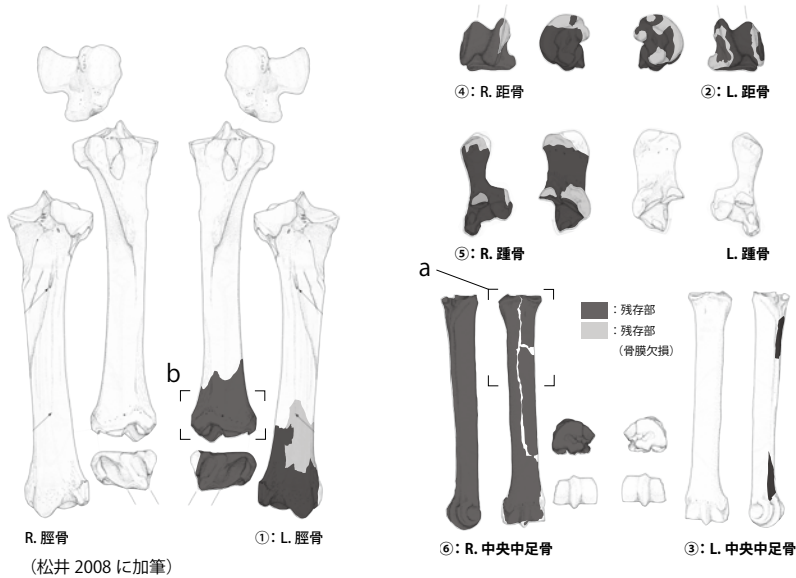 ④：R. 距骨
②：L. 距骨
⑤：R. 踵骨
L. 踵骨
a
：残存部
：残存部
（骨膜欠損）
b
R. 脛骨
①：L. 脛骨
⑥：R. 中央中足骨
③：L. 中央中足骨
（松井 2008 に加筆）